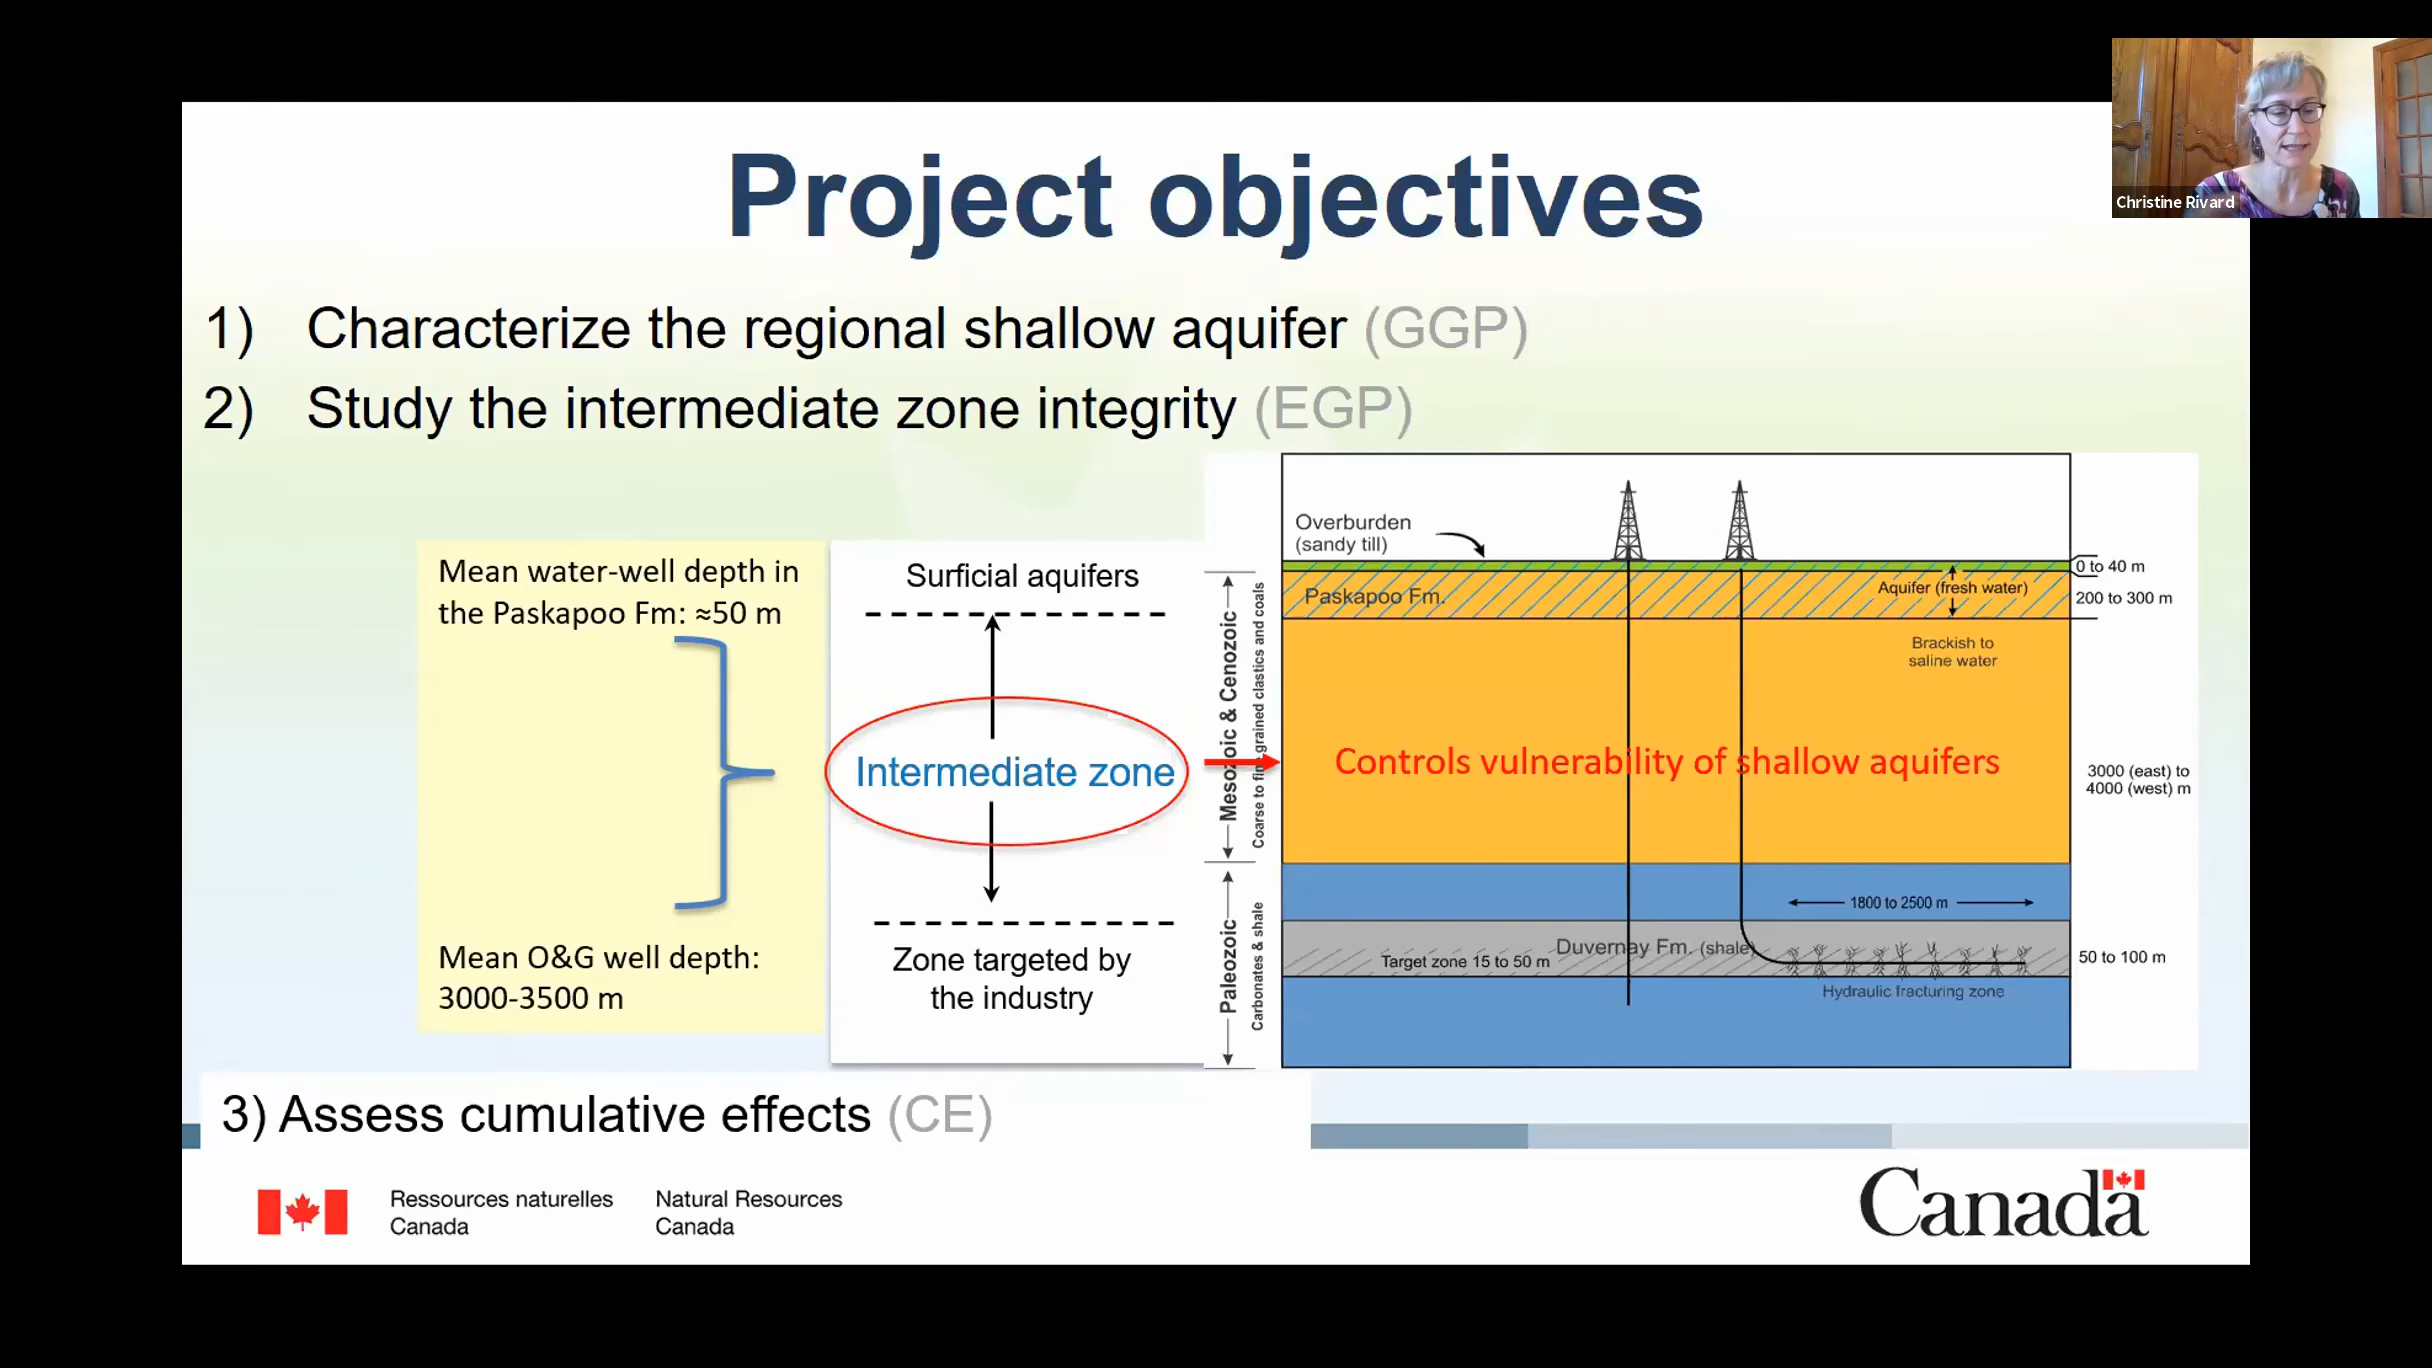 Christine Rivard
Project objectives
1) Characterize the regional shallow aquifer (GGP)
2) Study the intermediate zone integrity (EGP)
Mean water-well depth in
the Paskapoo Fm: ≈50 m
Mean O&G well depth:
3000-3500 m
Surficial aquifers
Intermediate zone
Zone targeted by
the industry
Mesozoic & Cenozoic
Coarse to fine grained clastics and coals
Paleozoic
Carbonates & shale
Overburden
(sandy till)
Paskapoo Fm.
Aquifer (fresh water)
Brackish to
saline water
Controls vulnerability of shallow aquifers
1800 to 2500 m
Duvernay Fm. (shale)
Target zone 15 to 50 m
Hydraulic fracturing zone
0 to 40 m
200 to 300 m
3000 (east) to
4000 (west) m
50 to 100 m
3) Assess cumulative effects (CE)
Ressources naturelles
Canada
Natural Resources
Canada
Canada